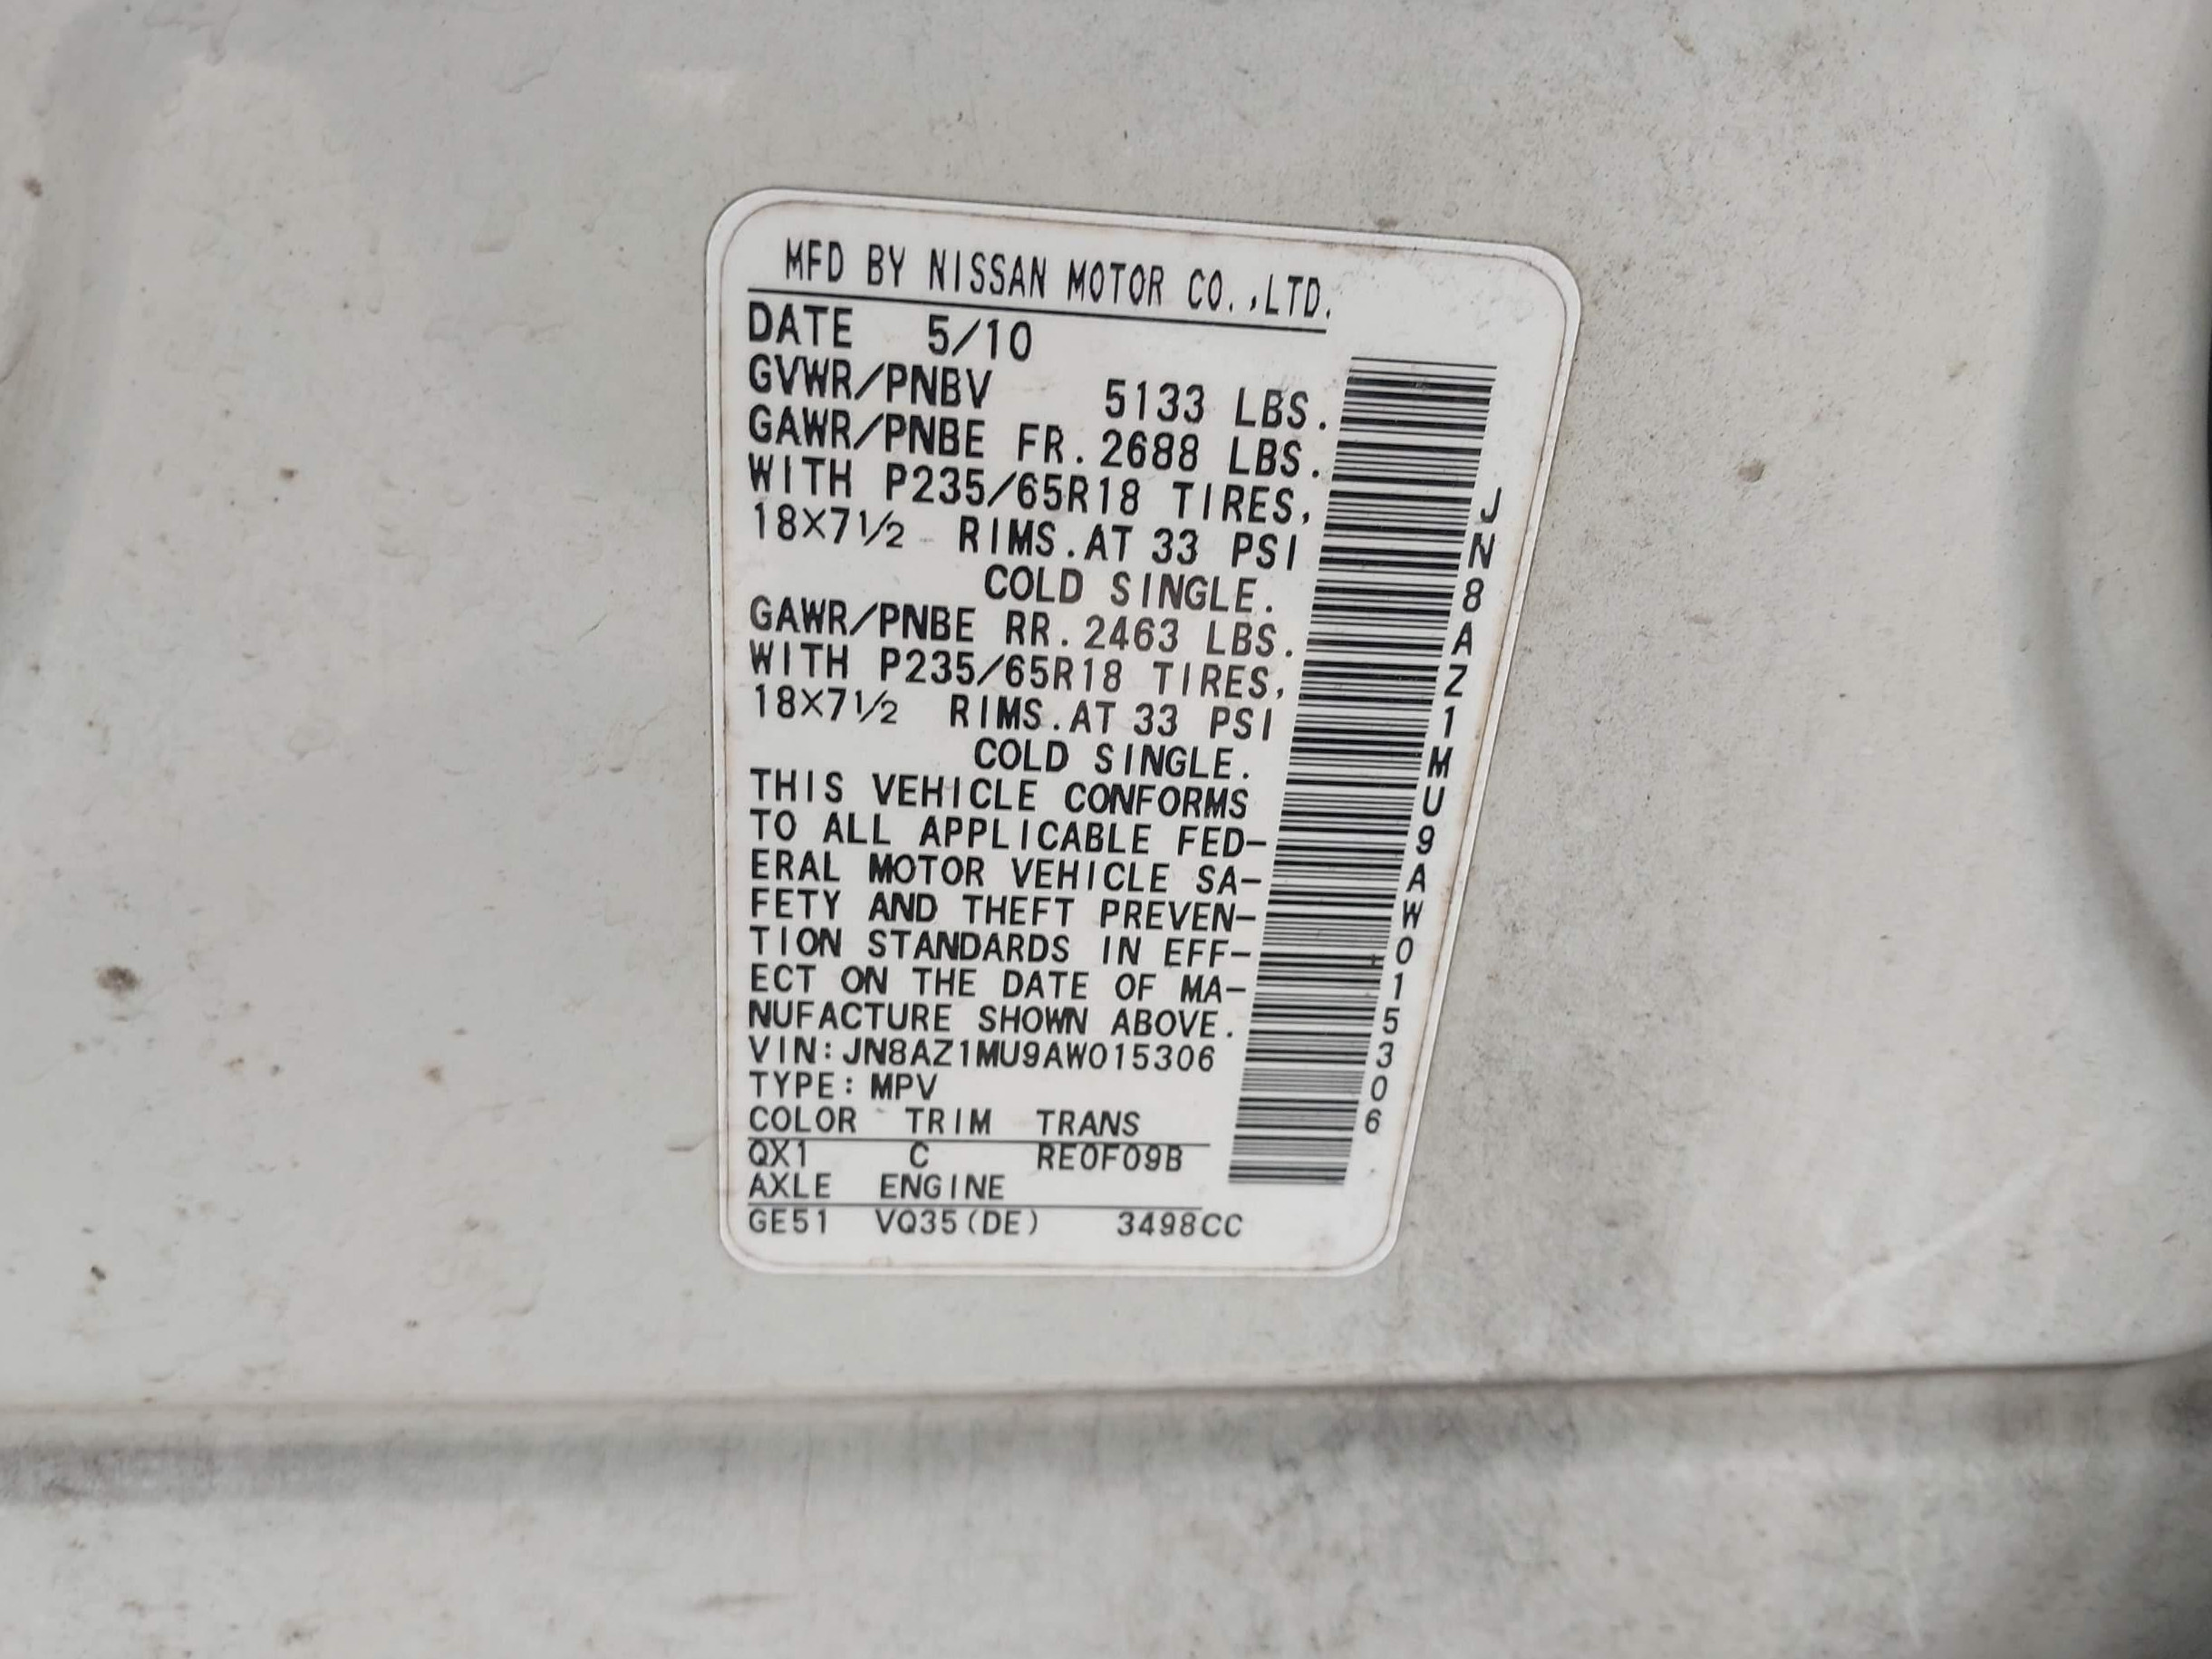 MFD BY NISSAN MOTOR CO.,LTD.
DATE 5/10
GVWR/PNBV 5133 LBS.
GAWR/PNBE FR.2688 LBS.
WITH P235/65R18 TIRES,
18X7½ RIMS.AT 33 PSI
COLD SINGLE.
GAWR/PNBE RR.2463 LBS.
WITH P235/65R18 TIRES,
18X7½ RIMS.AT 33 PSI
COLD SINGLE.
THIS VEHICLE CONFORMS
TO ALL APPLICABLE FED-
ERAL MOTOR VEHICLE SA-
FETY AND THEFT PREVEN-
TION STANDARDS IN EFF-
ECT ON THE DATE OF MA-
NUFACTURE SHOWN ABOVE.
VIN:JN8AZ1MU9AW015306
TYPE:MPV
COLOR TRIM TRANS
QX1 C RE0F09B
AXLE ENGINE
GE51 VQ35(DE) 3498CC
JN8AZ1MU9AW015306